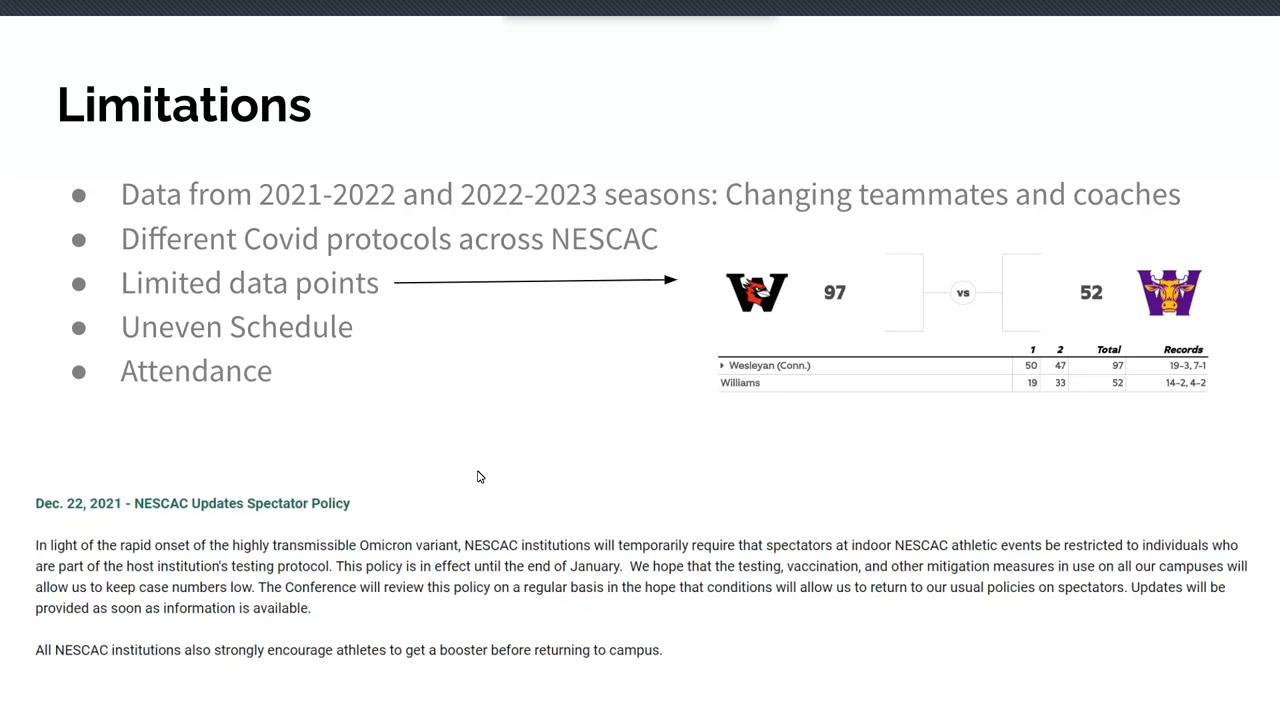 Limitations
● Data from 2021-2022 and 2022-2023 seasons: Changing teammates and coaches
● Different Covid protocols across NESCAC
● Limited data points
● Uneven Schedule
● Attendance
W 97 vs 52 W
1 2 Total Records
Wesleyan (Conn.) 50 47 97 19-3, 7-1
Williams 19 33 52 14-2, 4-2
Dec. 22, 2021 - NESCAC Updates Spectator Policy
In light of the rapid onset of the highly transmissible Omicron variant, NESCAC institutions will temporarily require that spectators at indoor NESCAC athletic events be restricted to individuals who
are part of the host institution's testing protocol. This policy is in effect until the end of January.  We hope that the testing, vaccination, and other mitigation measures in use on all our campuses will
allow us to keep case numbers low. The Conference will review this policy on a regular basis in the hope that conditions will allow us to return to our usual policies on spectators. Updates will be
provided as soon as information is available.
All NESCAC institutions also strongly encourage athletes to get a booster before returning to campus.